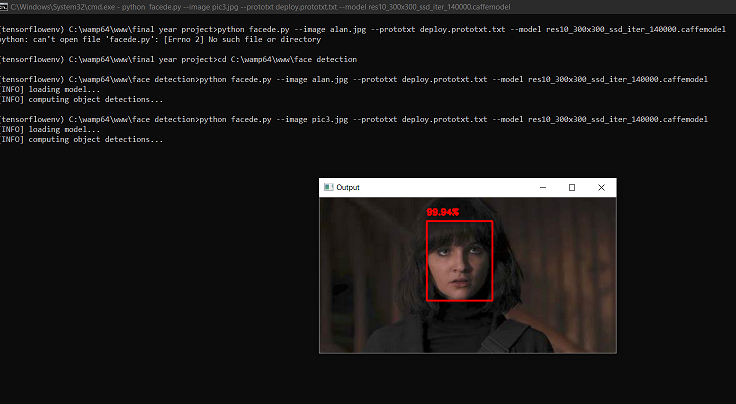 C:\Windows\System32\cmd.exe - python facede.py --image pic3.jpg --prototxt deploy.prototxt.txt --model res10_300x300_ssd_iter_140000.caffemodel
(tensorflowenv) C:\wamp64\www\final year project>python facede.py --image alan.jpg --prototxt deploy.prototxt.txt --model res10_300x300_ssd_iter_140000.caffemodel
python: can't open file 'facede.py': [Errno 2] No such file or directory
(tensorflowenv) C:\wamp64\www\final year project>cd C:\wamp64\www\face detection
(tensorflowenv) C:\wamp64\www\face detection>python facede.py --image alan.jpg --prototxt deploy.prototxt.txt --model res10_300x300_ssd_iter_140000.caffemodel
[INFO] loading model...
[INFO] computing object detections...
(tensorflowenv) C:\wamp64\www\face detection>python facede.py --image pic3.jpg --prototxt deploy.prototxt.txt --model res10_300x300_ssd_iter_140000.caffemodel
[INFO] loading model...
[INFO] computing object detections...
Output
99.94%